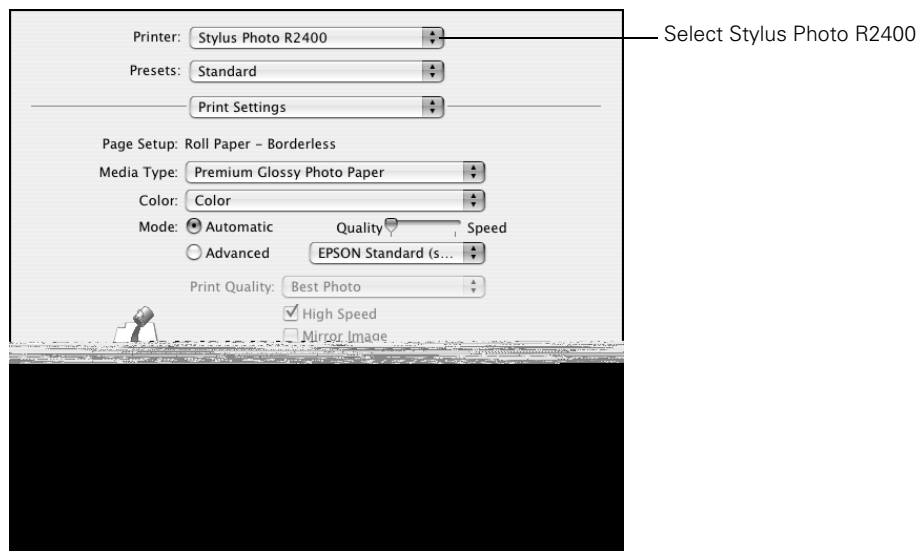 Printer: Stylus Photo R2400
Select Stylus Photo R2400
Presets: Standard
Print Settings
Page Setup: Roll Paper – Borderless
Media Type: Premium Glossy Photo Paper
Color: Color
Mode: Automatic Quality Speed
Advanced EPSON Standard (s...
Print Quality: Best Photo
High Speed
Mirror Image